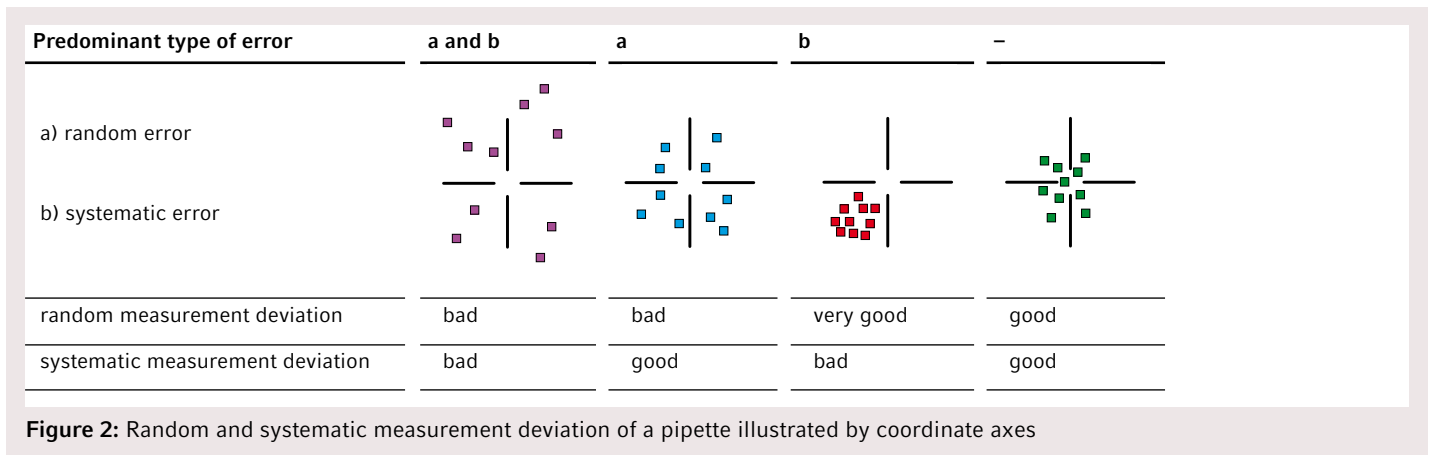 Predominant type of error a and b a b –
a) random error
b) systematic error
random measurement deviation bad bad very good good
systematic measurement deviation bad good bad good
Figure 2: Random and systematic measurement deviation of a pipette illustrated by coordinate axes